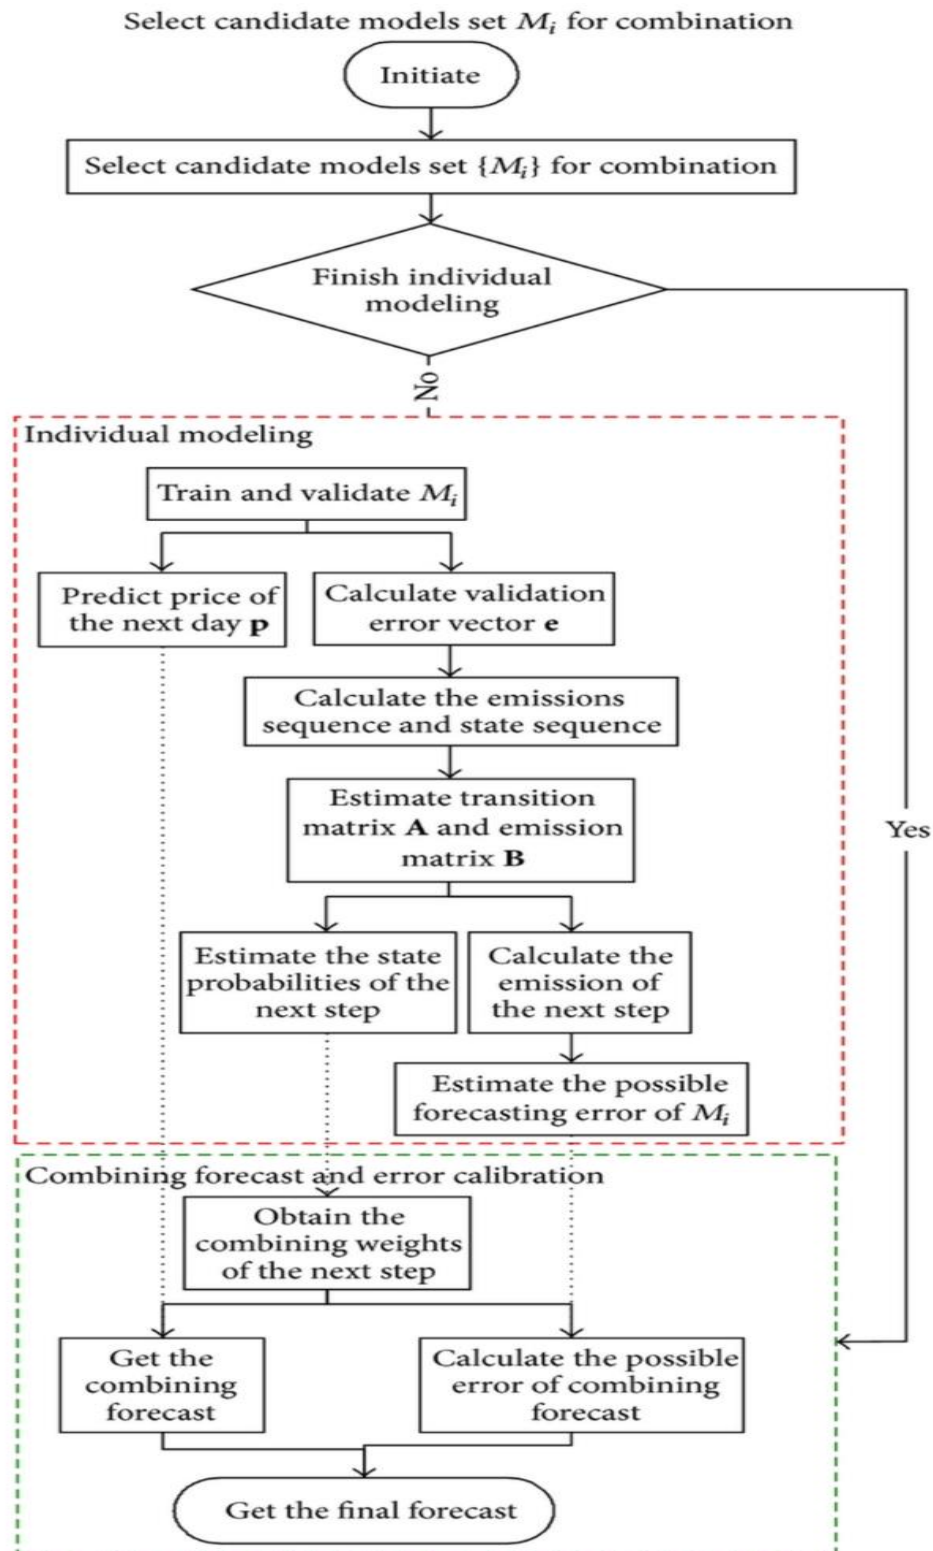 Select candidate models set Mi for combination
Initiate
Select candidate models set {Mi} for combination
Finish individual
modeling
No
Individual modeling
Train and validate Mi
Predict price of
the next day p
Calculate validation
error vector e
Calculate the emissions
sequence and state sequence
Estimate transition
matrix A and emission
matrix B
Yes
Estimate the state
probabilities of the
next step
Calculate the
emission of
the next step
Estimate the possible
forecasting error of Mi
Combining forecast and error calibration
Obtain the
combining weights
of the next step
Get the
combining
forecast
Calculate the possible
error of combining
forecast
Get the final forecast